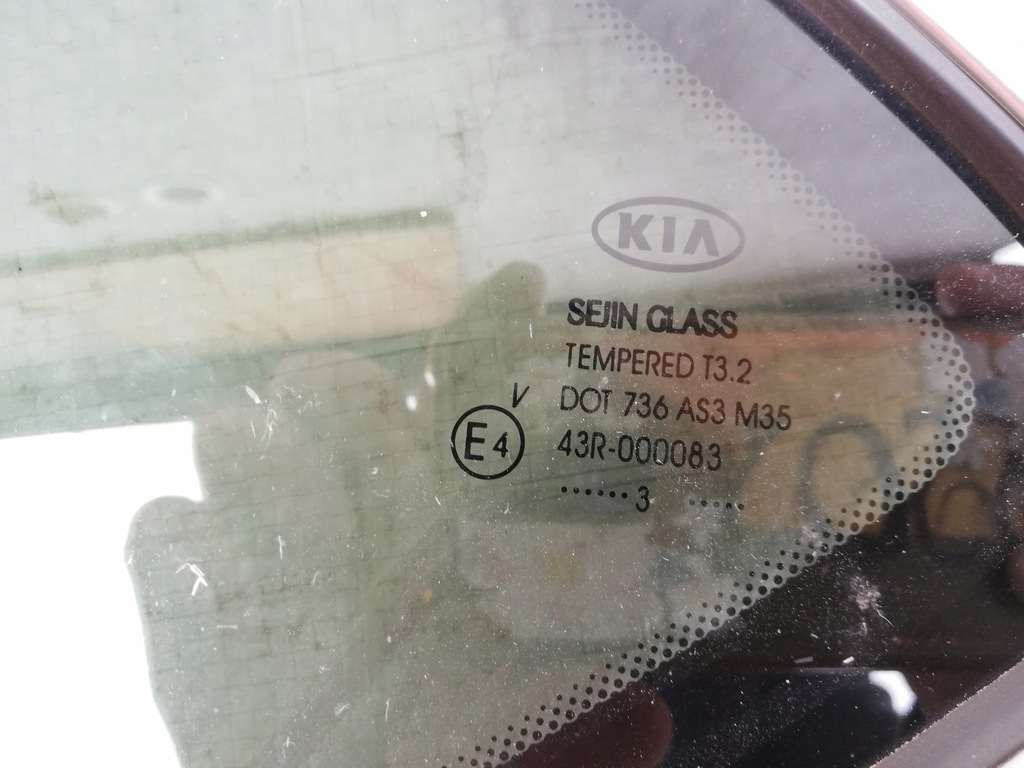 KIA
SEJIN GLASS
TEMPERED T3.2
V DOT 736 AS3 M35
E4 43R-000083
...... 3 .....